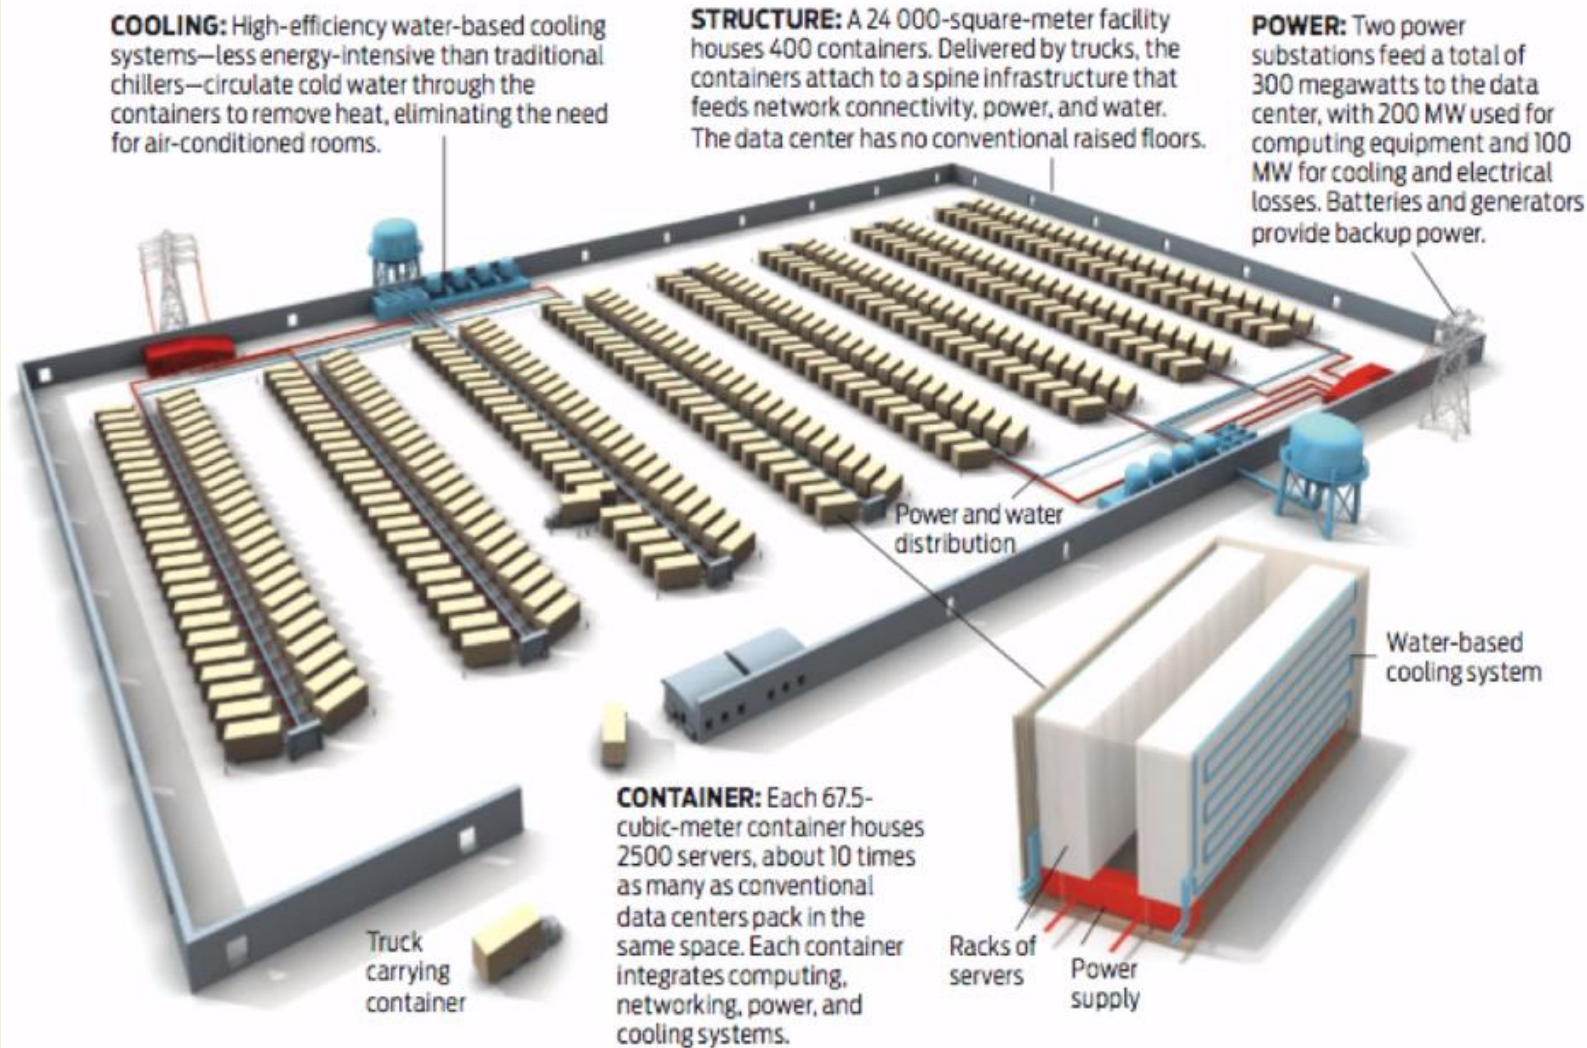 COOLING: High-efficiency water-based cooling
systems—less energy-intensive than traditional
chillers—circulate cold water through the
containers to remove heat, eliminating the need
for air-conditioned rooms.
STRUCTURE: A 24 000-square-meter facility
houses 400 containers. Delivered by trucks, the
containers attach to a spine infrastructure that
feeds network connectivity, power, and water.
The data center has no conventional raised floors.
POWER: Two power
substations feed a total of
300 megawatts to the data
center, with 200 MW used for
computing equipment and 100
MW for cooling and electrical
losses. Batteries and generators
provide backup power.
Power and water
distribution
Water-based
cooling system
CONTAINER: Each 67.5-
cubic-meter container houses
2500 servers, about 10 times
as many as conventional
data centers pack in the
same space. Each container
integrates computing,
networking, power, and
cooling systems.
Truck
carrying
container
Racks of
servers
Power
supply